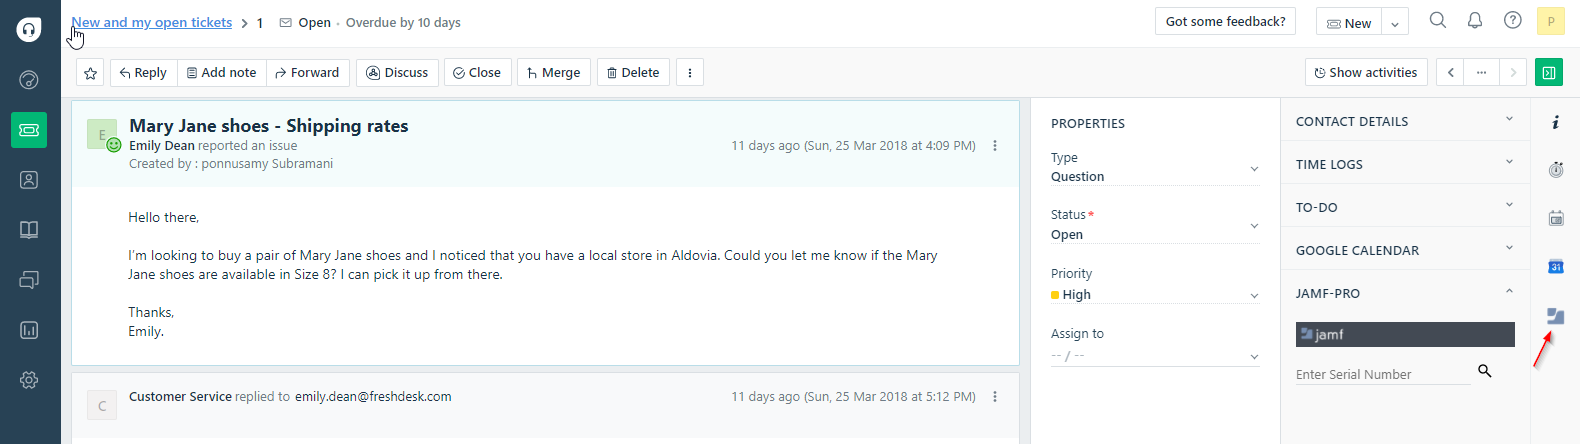 New and my open tickets > 1 Open · Overdue by 10 days
Got some feedback?
New
P
Reply
Add note
Forward
Discuss
Close
Merge
Delete
Show activities
E
Mary Jane shoes - Shipping rates
Emily Dean reported an issue
11 days ago (Sun, 25 Mar 2018 at 4:09 PM)
Created by : ponnusamy Subramani
Hello there,
I'm looking to buy a pair of Mary Jane shoes and I noticed that you have a local store in Aldovia. Could you let me know if the Mary
Jane shoes are available in Size 8? I can pick it up from there.
Thanks,
Emily.
C
Customer Service replied to emily.dean@freshdesk.com
11 days ago (Sun, 25 Mar 2018 at 5:12 PM)
PROPERTIES
Type
Question
Status *
Open
Priority
High
Assign to
-- / --
CONTACT DETAILS
TIME LOGS
TO-DO
GOOGLE CALENDAR
JAMF-PRO
jamf
Enter Serial Number
i
31